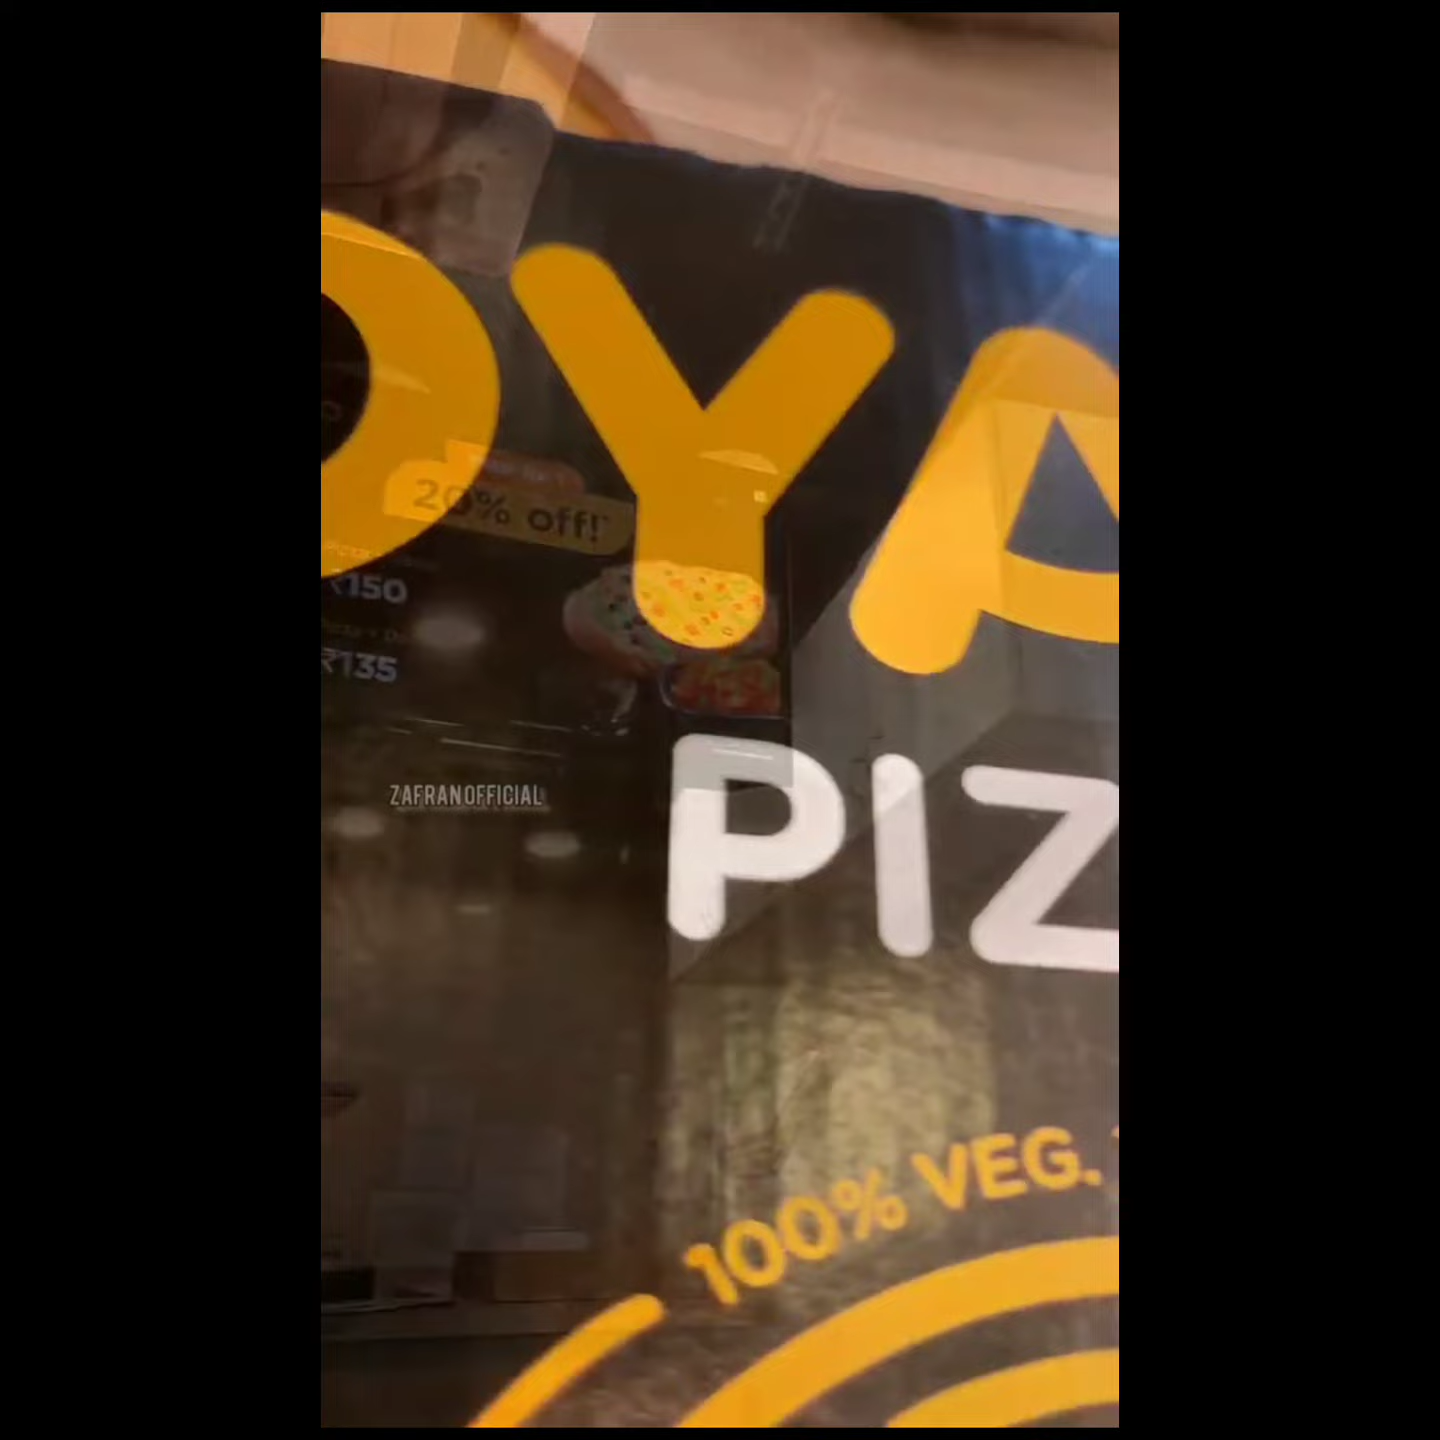 OYA
20% off!
₹150
₹135
PIZ
ZAFRANOFFICIAL
100% VEG.